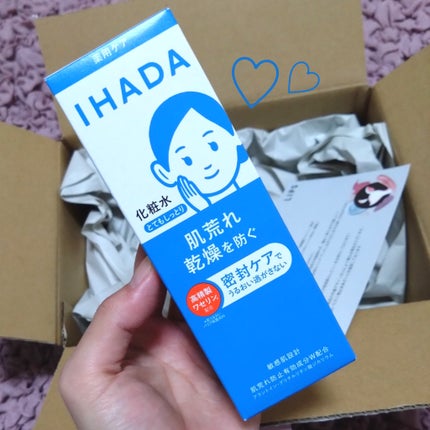 薬用ケア
IHADA
化粧水
とてもしっとり
肌荒れ
乾燥を防ぐ
高精製
ワセリン
配合
密封ケアで
うるおい逃がさない
敏感肌設計
肌荒れ防止有効成分W配合
LIPS